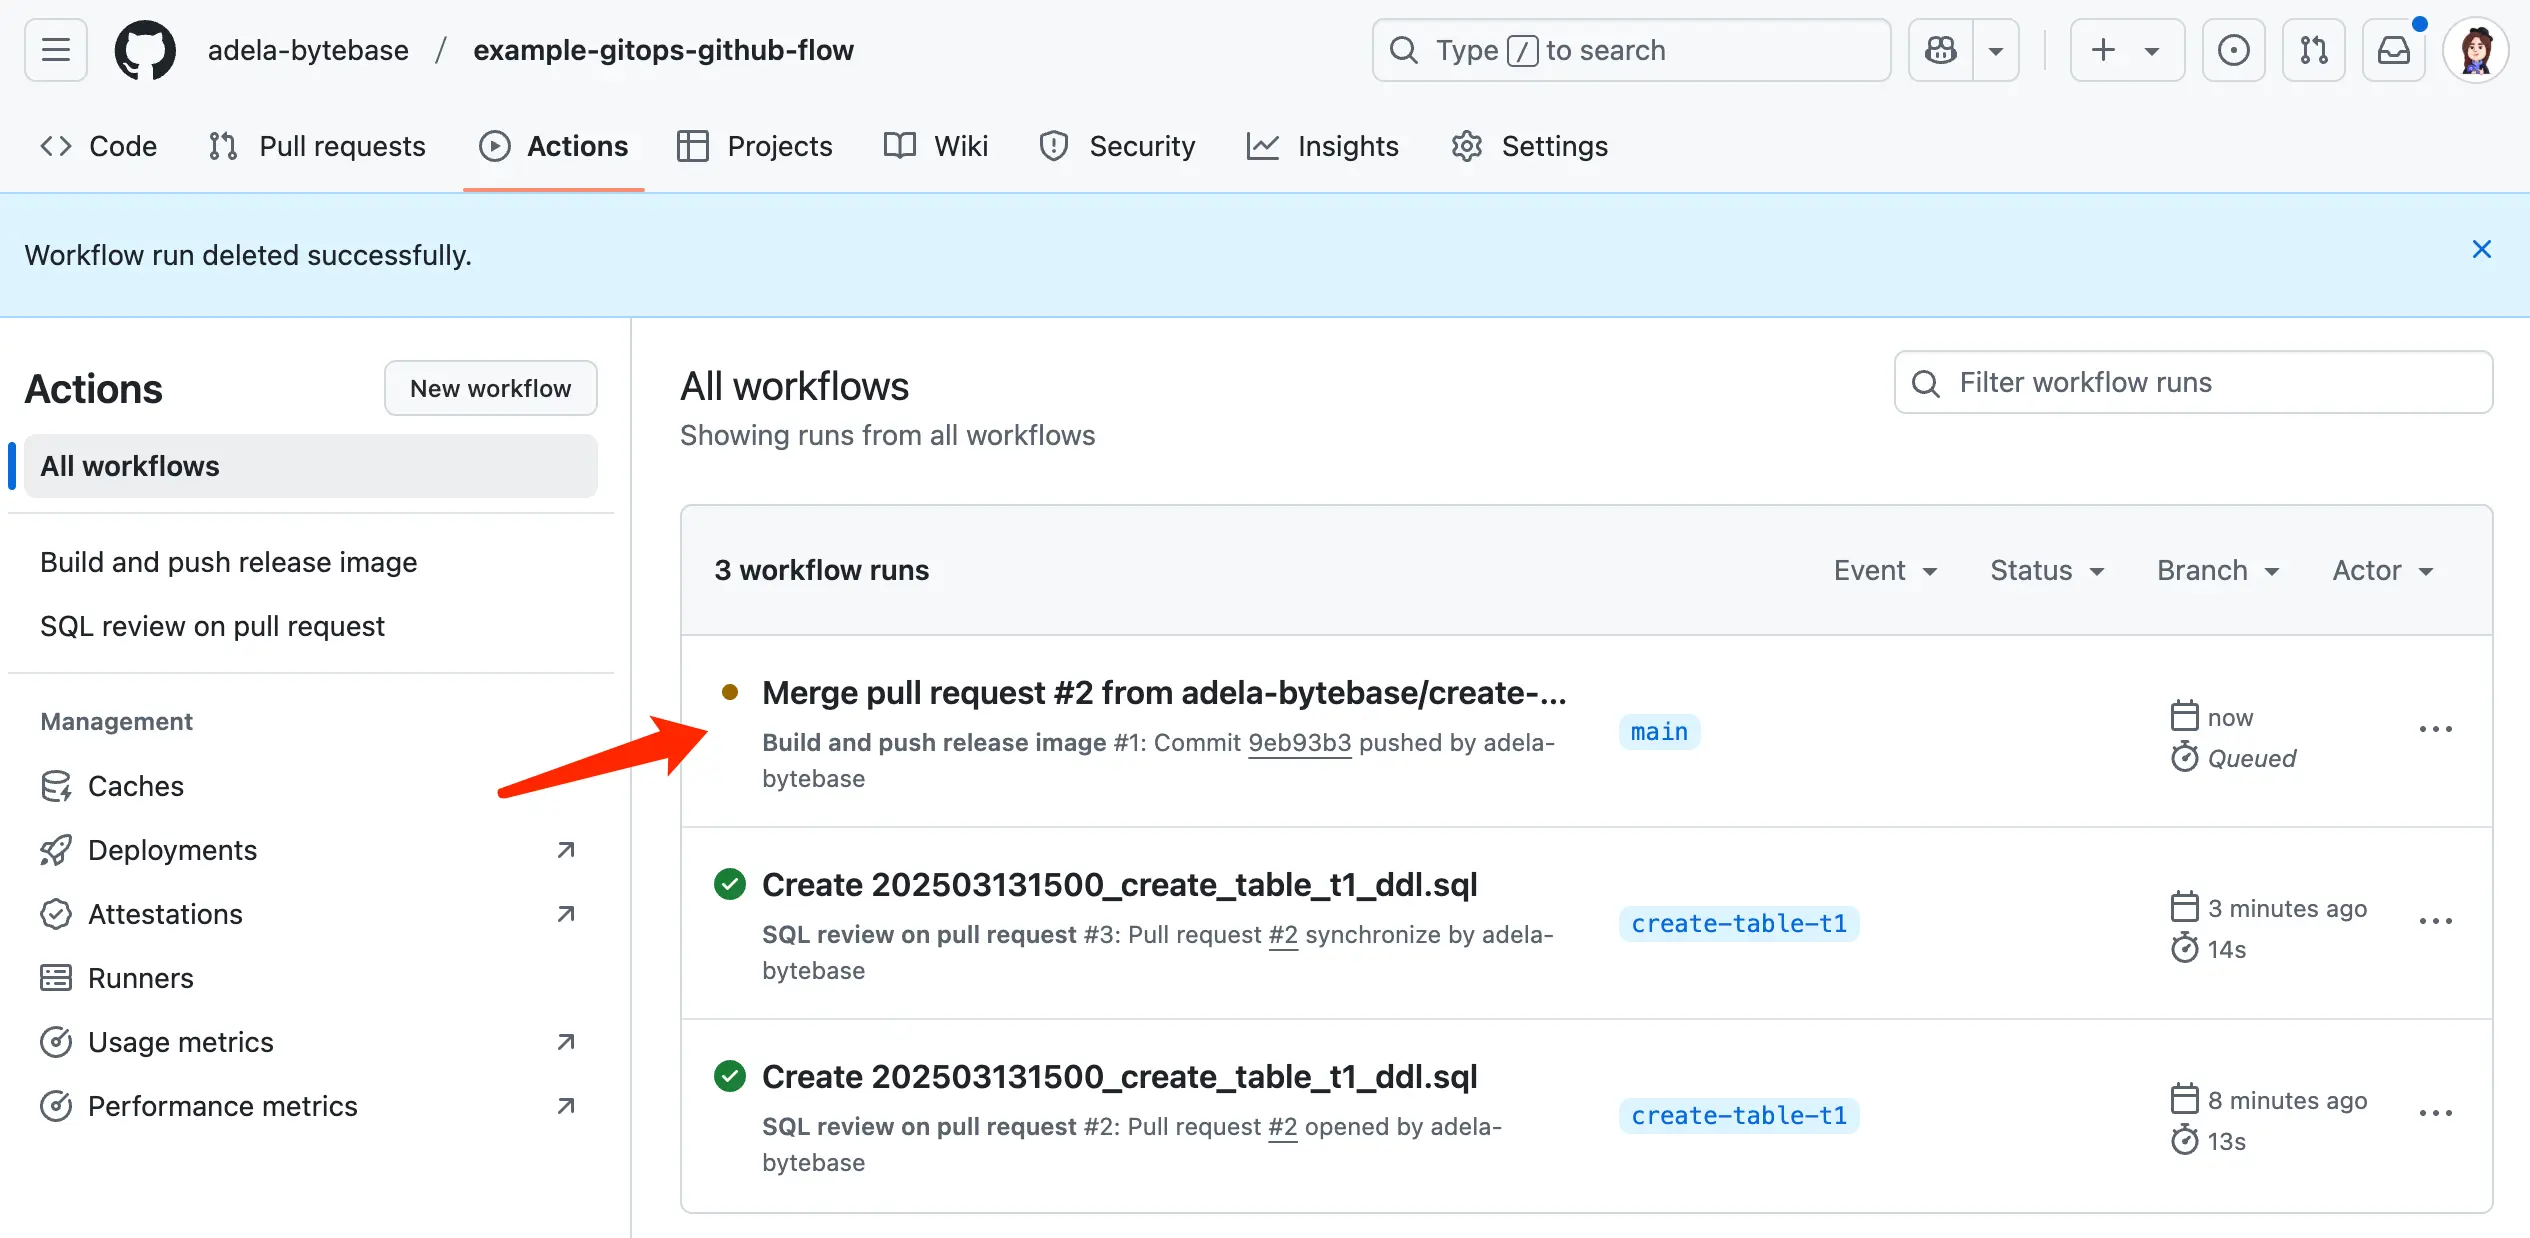 adela-bytebase / example-gitops-github-flow
Type / to search
Code
Pull requests
Actions
Projects
Wiki
Security
Insights
Settings
Workflow run deleted successfully.
Actions
New workflow
All workflows
Build and push release image
SQL review on pull request
Management
Caches
Deployments
Attestations
Runners
Usage metrics
Performance metrics
All workflows
Showing runs from all workflows
Filter workflow runs
3 workflow runs
Event
Status
Branch
Actor
Merge pull request #2 from adela-bytebase/create-...
Build and push release image #1: Commit 9eb93b3 pushed by adela-
bytebase
main
now
Queued
Create 202503131500_create_table_t1_ddl.sql
SQL review on pull request #3: Pull request #2 synchronize by adela-
bytebase
create-table-t1
3 minutes ago
14s
Create 202503131500_create_table_t1_ddl.sql
SQL review on pull request #2: Pull request #2 opened by adela-
bytebase
create-table-t1
8 minutes ago
13s